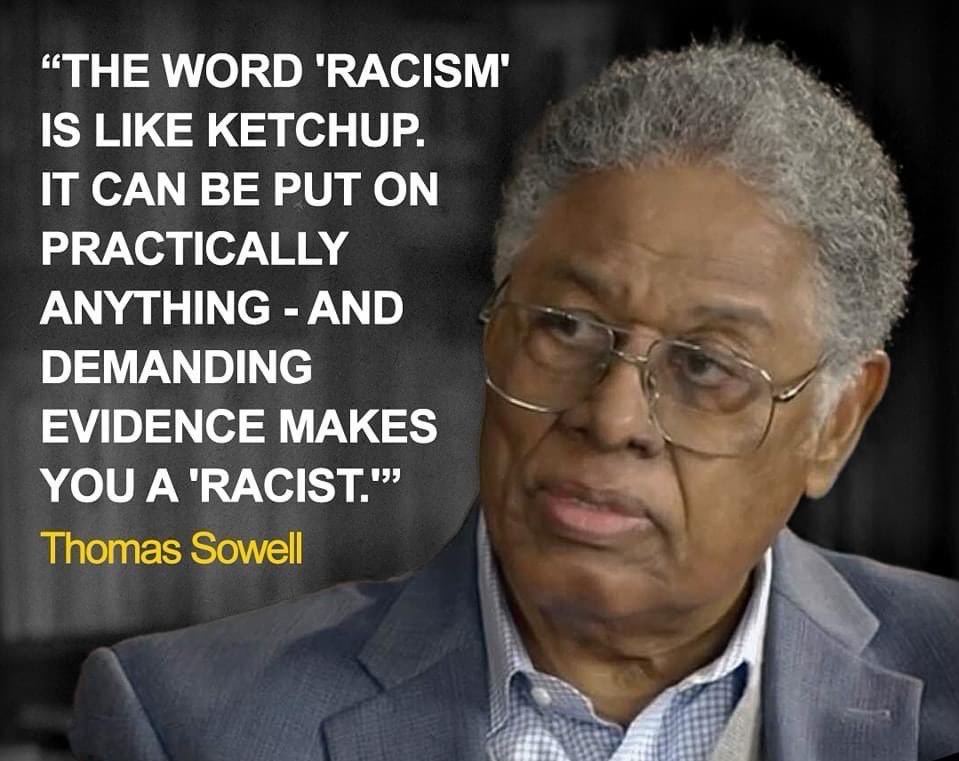 “THE WORD 'RACISM'
IS LIKE KETCHUP.
IT CAN BE PUT ON
PRACTICALLY
ANYTHING - AND
DEMANDING
EVIDENCE MAKES
YOU A 'RACIST.'”
Thomas Sowell